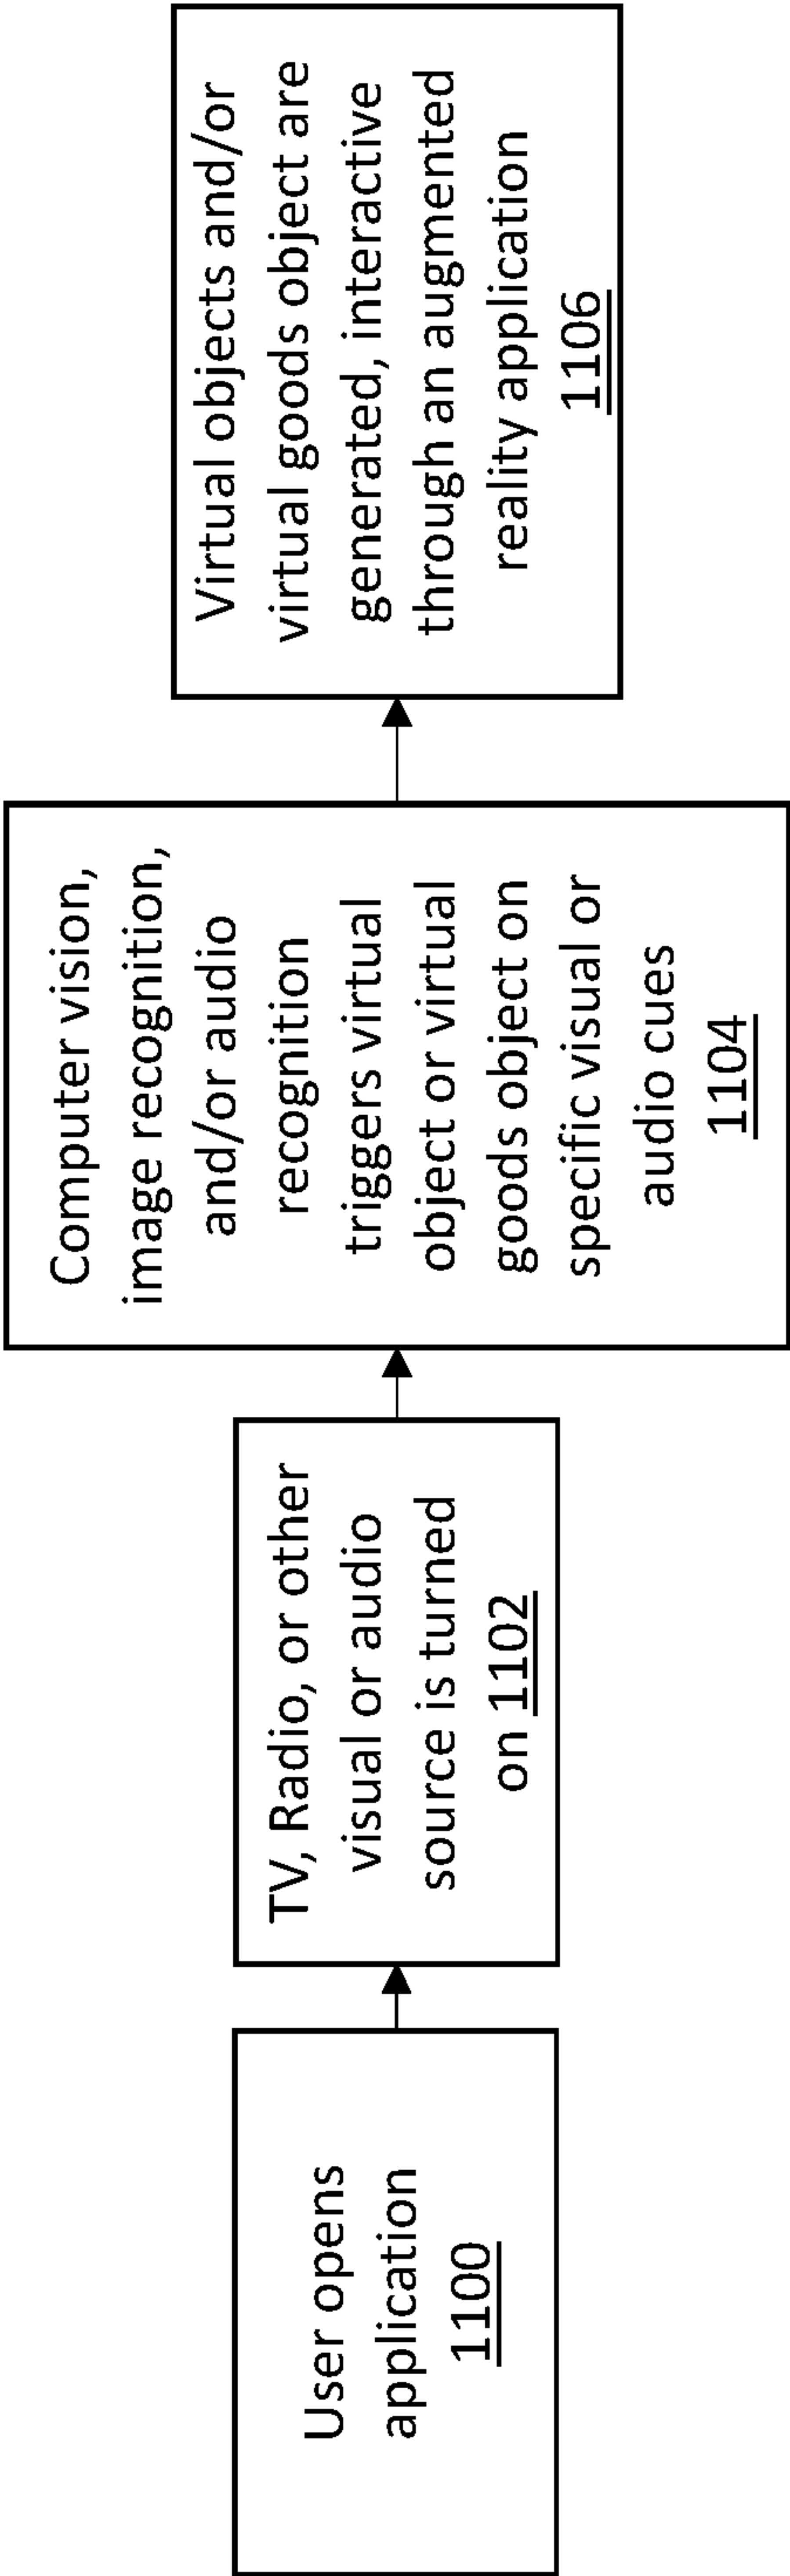 User opens
application
1100
TV, Radio, or other
visual or audio
source is turned
on 1102
Computer vision,
image recognition,
and/or audio
recognition
triggers virtual
object or virtual
goods object on
specific visual or
audio cues
1104
Virtual objects and/or
virtual goods object are
generated, interactive
through an augmented
reality application
1106